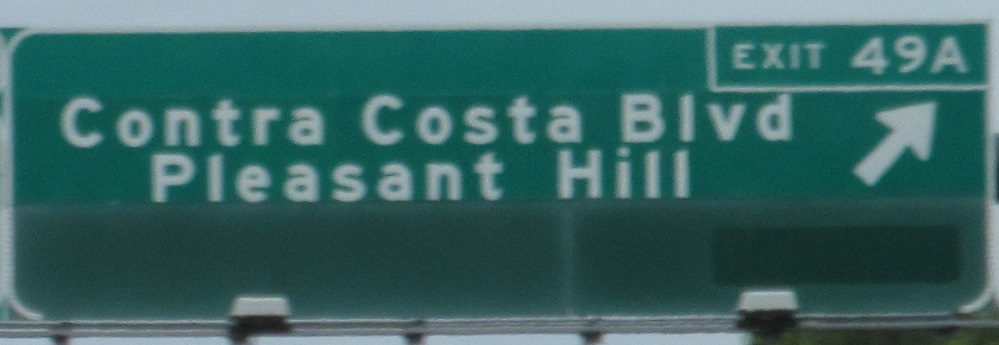 EXIT 49A
Contra Costa Blvd
Pleasant Hill